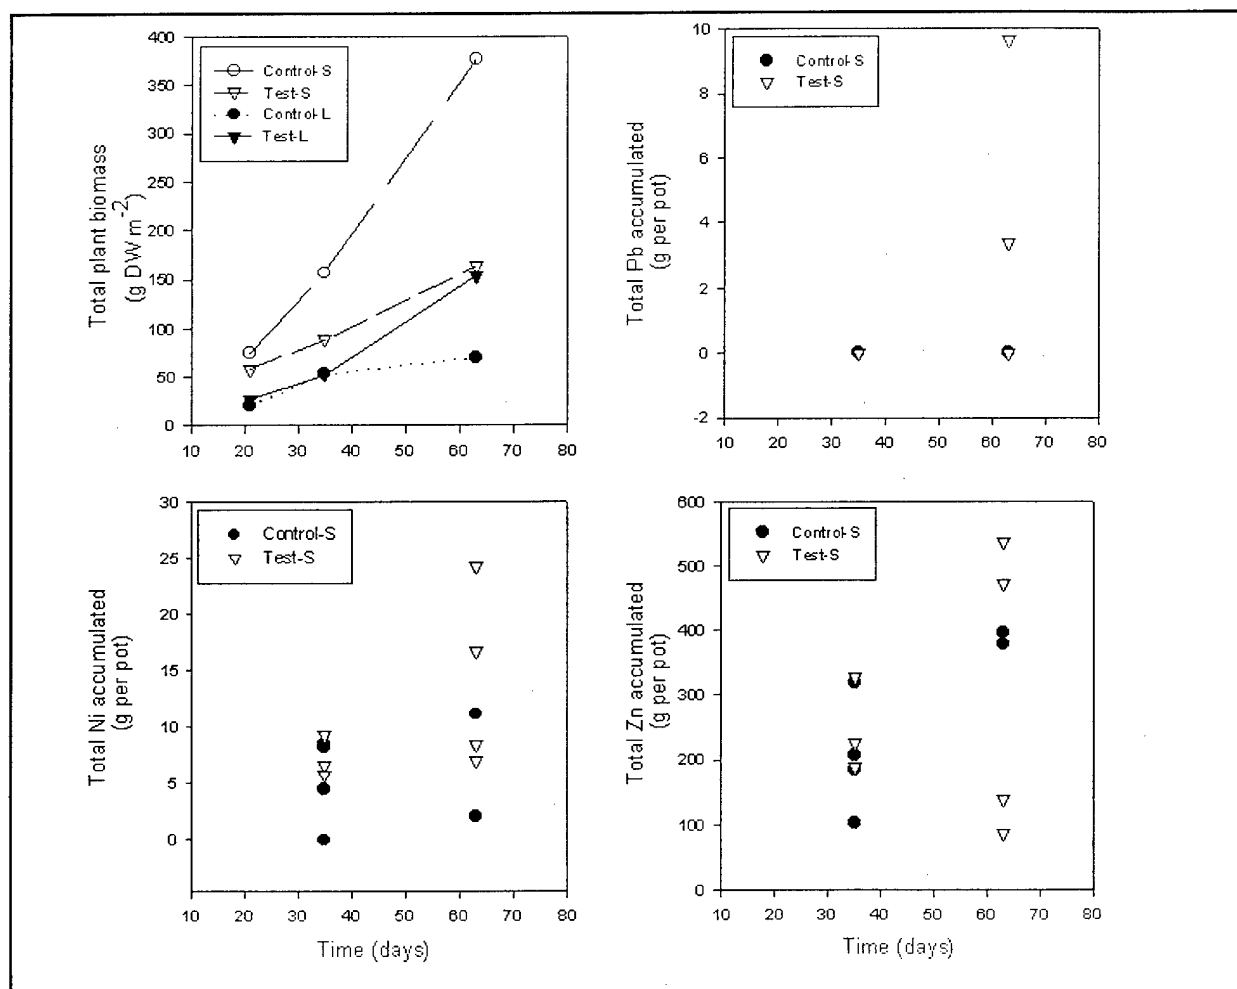 400
350
300
250
200
150
100
50
0
Total plant biomass
(g DW m-2)
Control-S
Test-S
Control-L
Test-L
10 20 30 40 50 60 70 80
10
8
6
4
2
0
-2
Total Pb accumulated
(g per pot)
Control-S
Test-S
10 20 30 40 50 60 70 80
30
25
20
15
10
5
0
Total Ni accumulated
(g per pot)
Control-S
Test-S
10 20 30 40 50 60 70 80
Time (days)
600
500
400
300
200
100
0
Total Zn accumulated
(g per pot)
Control-S
Test-S
10 20 30 40 50 60 70 80
Time (days)